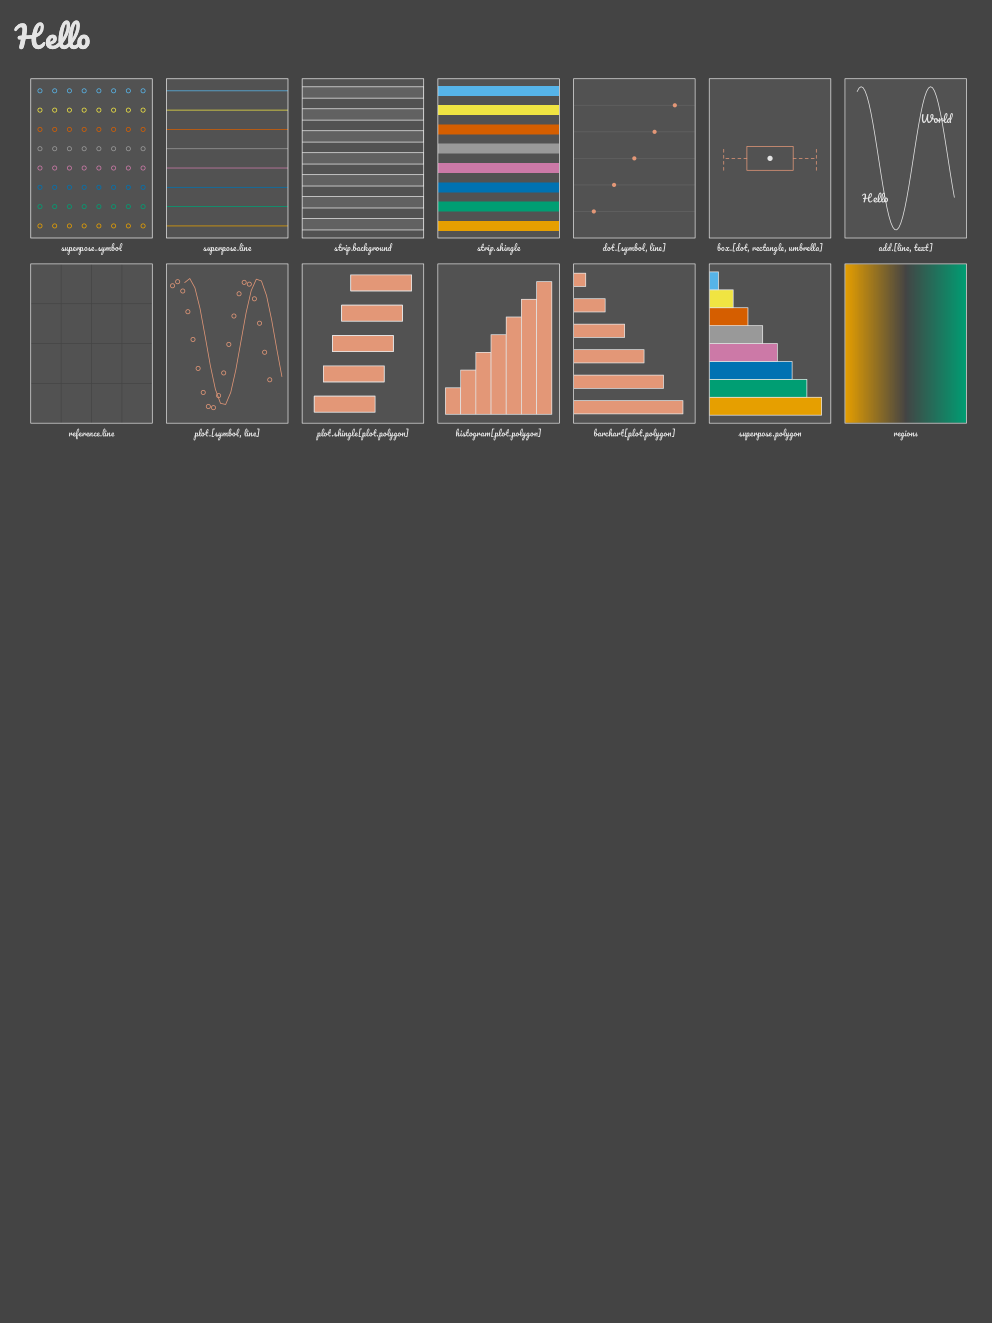 Hello
World
Hello
superpose.symbol
superpose.line
strip.background
strip.shingle
dot.[symbol, line]
box.[dot, rectangle, umbrella]
add.[line, text]
reference.line
plot.[symbol, line]
plot.shingle[plot.polygon]
histogram[plot.polygon]
barchart[plot.polygon]
superpose.polygon
regions